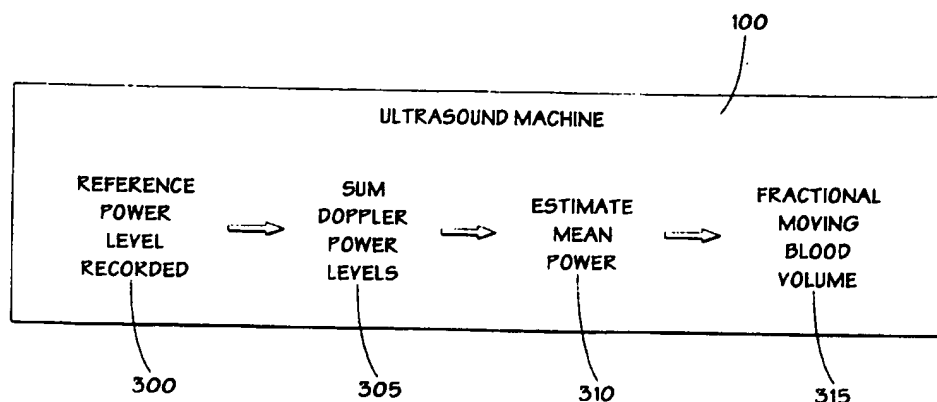 100
ULTRASOUND MACHINE
REFERENCE
POWER
LEVEL
RECORDED
SUM
DOPPLER
POWER
LEVELS
ESTIMATE
MEAN
POWER
FRACTIONAL
MOVING
BLOOD
VOLUME
300
305
310
315